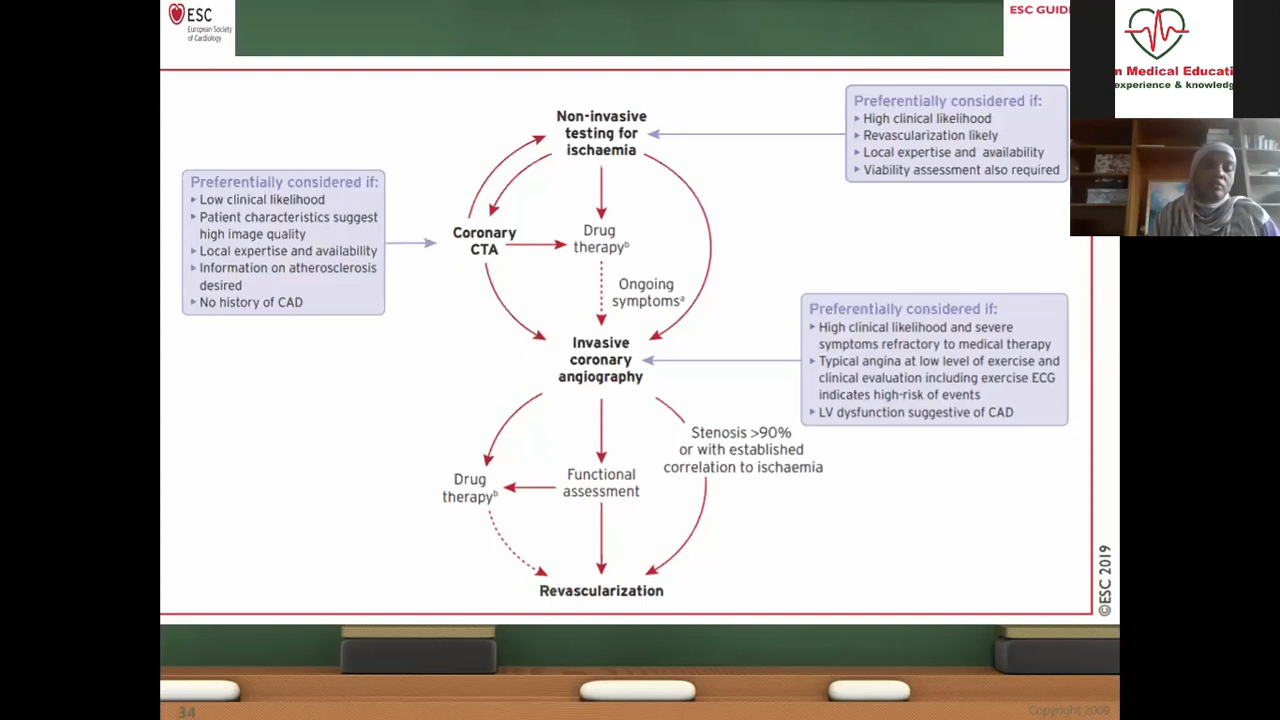 ESC
European Society
of Cardiology
ESC GUID
n Medical Educati
experience & knowledg
Non-invasive
testing for
ischaemia
Preferentially considered if:
High clinical likelihood
Revascularization likely
Local expertise and availability
Viability assessment also required
Preferentially considered if:
Low clinical likelihood
Patient characteristics suggest
high image quality
Local expertise and availability
Information on atherosclerosis
desired
No history of CAD
Coronary
CTA
Drug
therapyᵇ
Ongoing
symptomsᵃ
Invasive
coronary
angiography
Preferentially considered if:
High clinical likelihood and severe
symptoms refractory to medical therapy
Typical angina at low level of exercise and
clinical evaluation including exercise ECG
indicates high-risk of events
LV dysfunction suggestive of CAD
Stenosis >90%
or with established
correlation to ischaemia
Drug
therapyᵇ
Functional
assessment
Revascularization
©ESC 2019
34
Copyright 2009